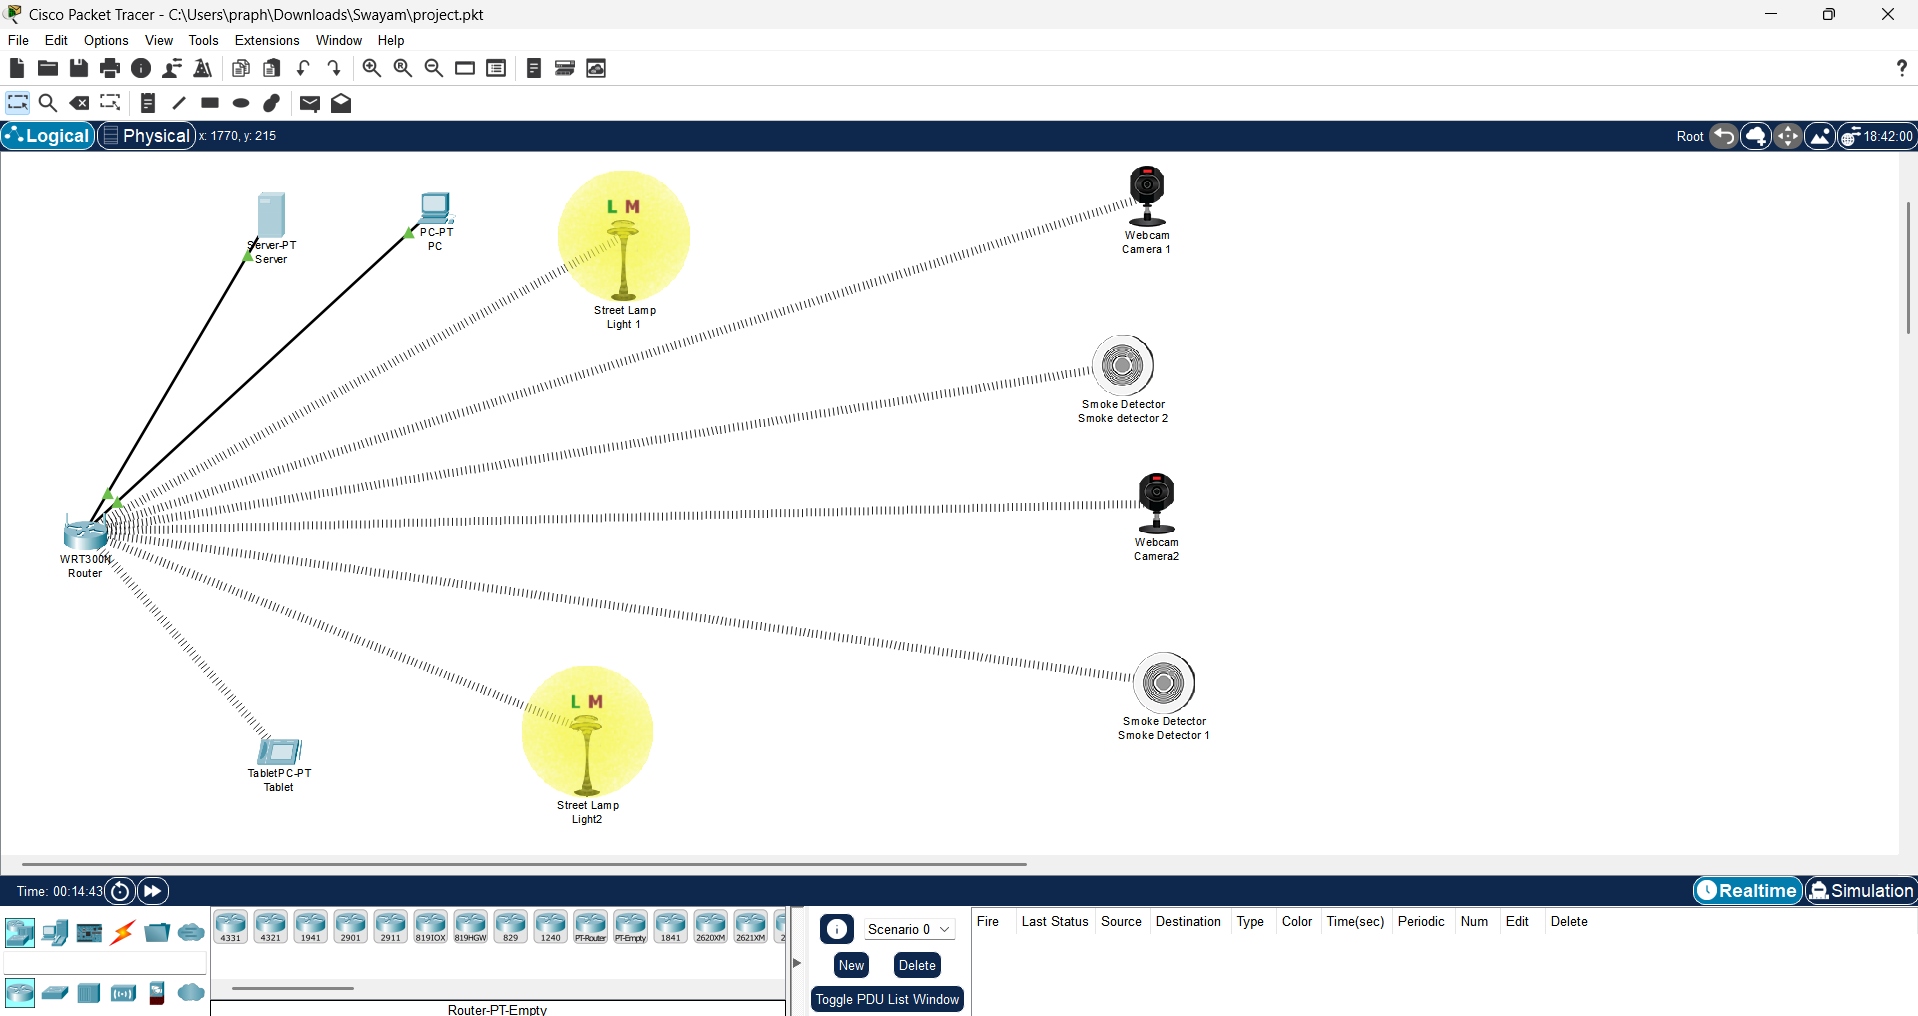 Cisco Packet Tracer - C:\Users\praph\Downloads\Swayam\project.pkt
File Edit Options View Tools Extensions Window Help
?
Logical Physical x: 1770, y: 215 Root 18:42:00
Server-PT
Server
PC-PT
PC
L M
Street Lamp
Light 1
Webcam
Camera 1
Smoke Detector
Smoke detector 2
Webcam
Camera2
WRT300N
Router
Smoke Detector
Smoke Detector 1
TabletPC-PT
Tablet
L M
Street Lamp
Light2
Time: 00:14:43 Realtime Simulation
4331 4321 1941 2901 2911 819IOX 819HGW 829 1240 PT-Router PT-Empty 1841 2620XM 2621XM 2
Router-PT-Empty
Scenario 0
New Delete
Toggle PDU List Window
Fire Last Status Source Destination Type Color Time(sec) Periodic Num Edit Delete